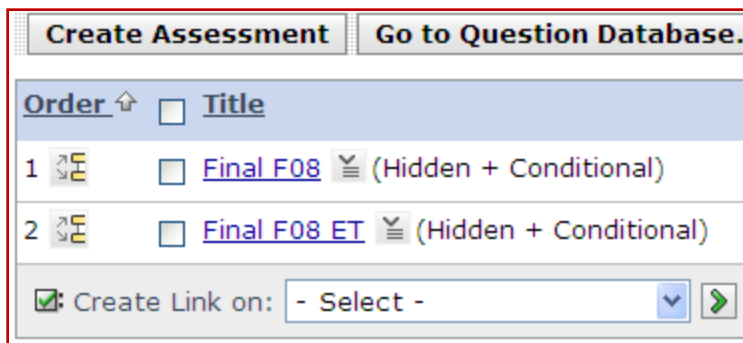 Create Assessment Go to Question Database.
Order Title
1 Final F08 (Hidden + Conditional)
2 Final F08 ET (Hidden + Conditional)
Create Link on: - Select -